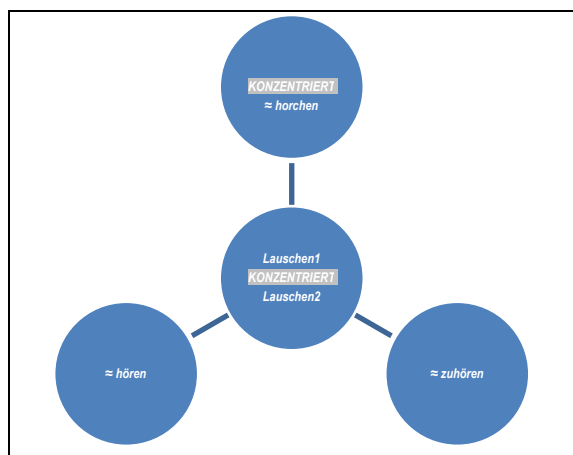 KONZENTRIERT
≈ horchen
Lauschen1
KONZENTRIERT
Lauschen2
≈ hören
≈ zuhören